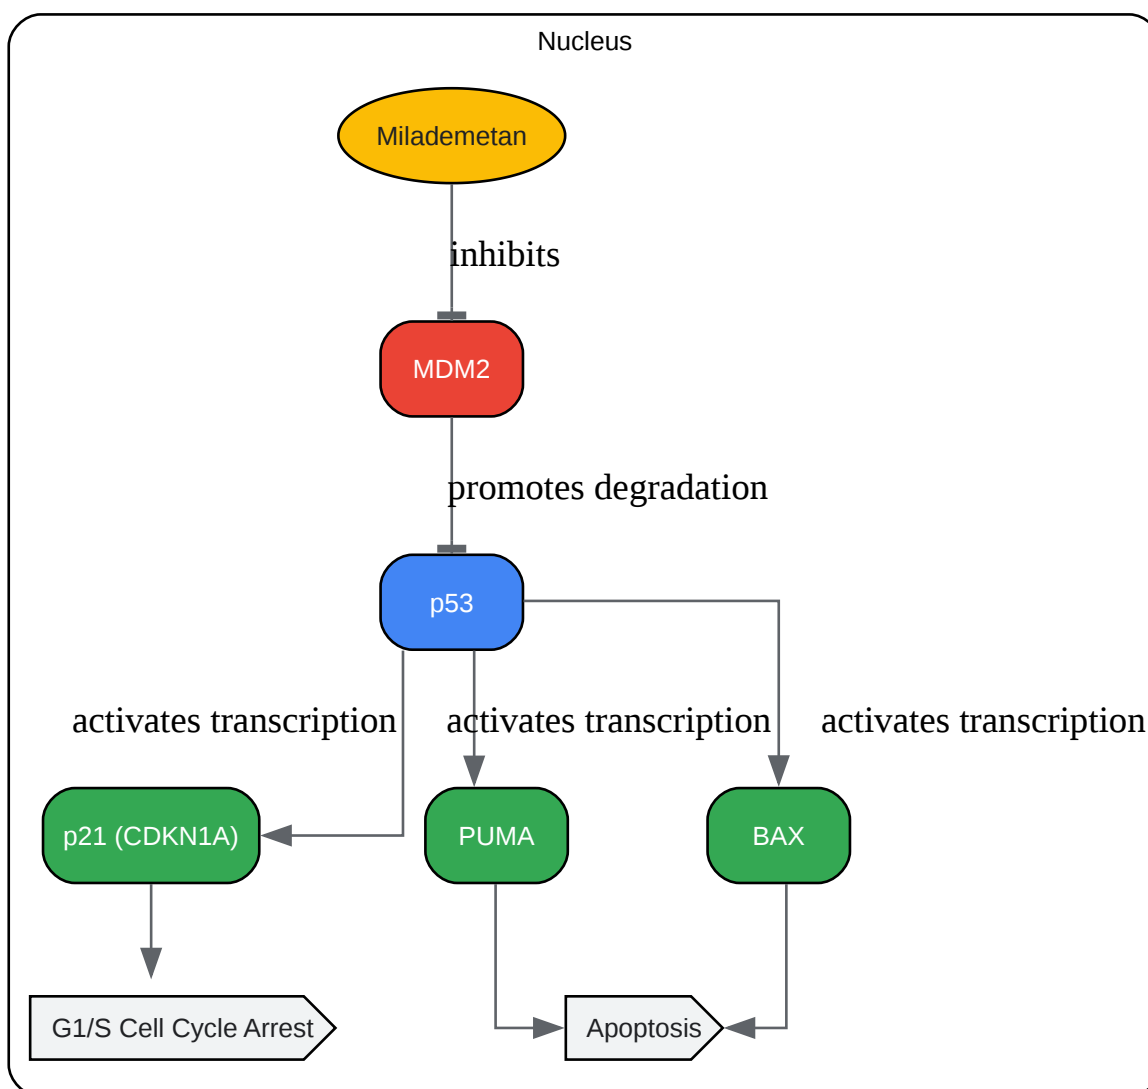 Nucleus
Milademetan
inhibits
MDM2
promotes degradation
p53
activates transcription
activates transcription
activates transcription
p21 (CDKN1A)
PUMA
BAX
G1/S Cell Cycle Arrest
Apoptosis